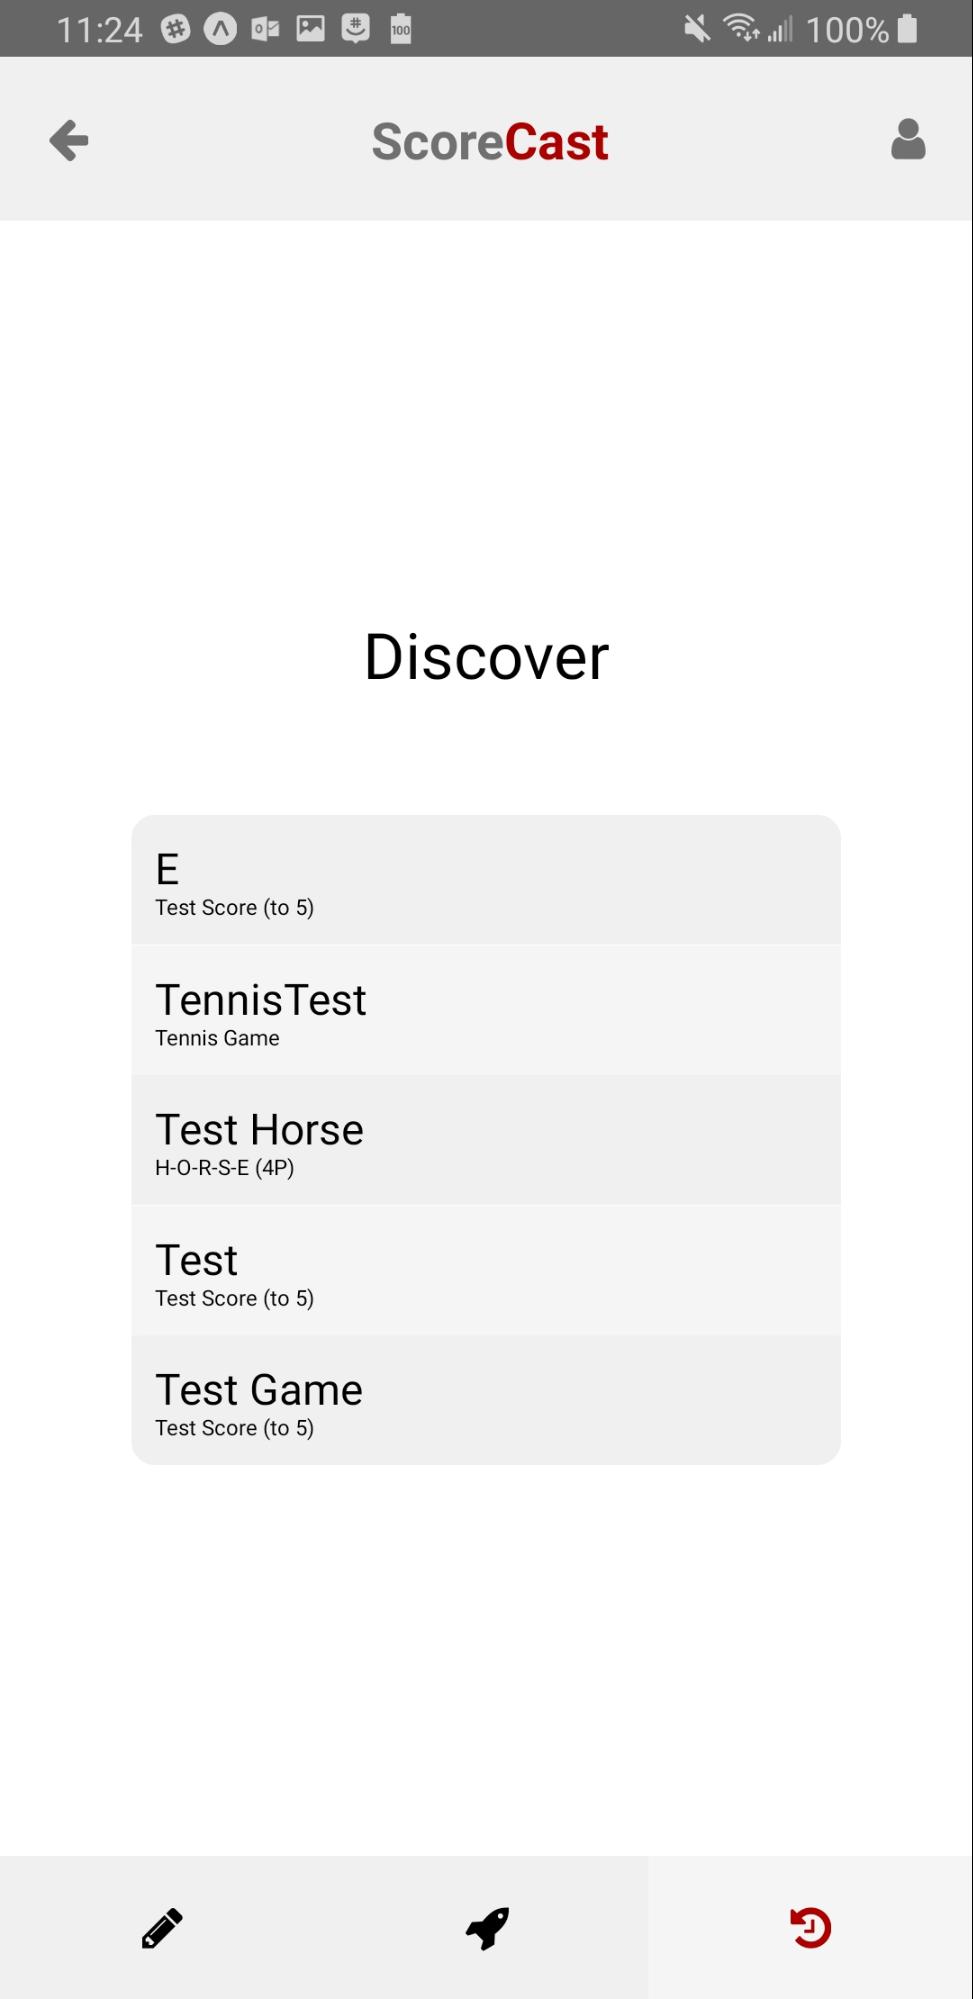 11:24 100%
ScoreCast
Discover
E
Test Score (to 5)
TennisTest
Tennis Game
Test Horse
H-O-R-S-E (4P)
Test
Test Score (to 5)
Test Game
Test Score (to 5)